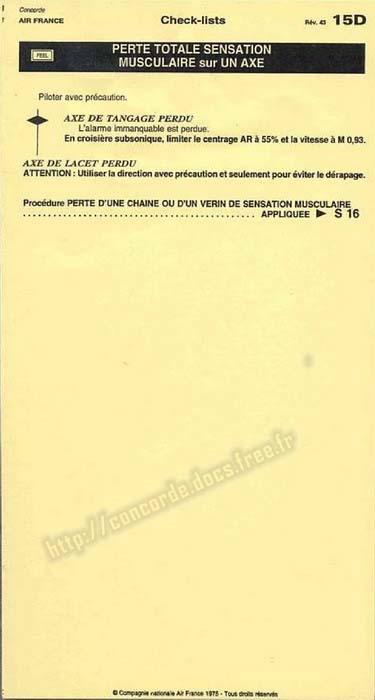 Concorde
AIR FRANCE
Check-lists
Rév. 43 15D
FEEL
PERTE TOTALE SENSATION
MUSCULAIRE sur UN AXE
Piloter avec précaution.
AXE DE TANGAGE PERDU
L'alarme immanquable est perdue.
En croisière subsonique, limiter le centrage AR à 55% et la vitesse à M 0,93.
AXE DE LACET PERDU
ATTENTION : Utiliser la direction avec précaution et seulement pour éviter le dérapage.
Procédure PERTE D'UNE CHAINE OU D'UN VERIN DE SENSATION MUSCULAIRE
................................................ APPLIQUEE ► S 16
http://concorde.docs.free.fr
© Compagnie nationale Air France 1975 - Tous droits réservés